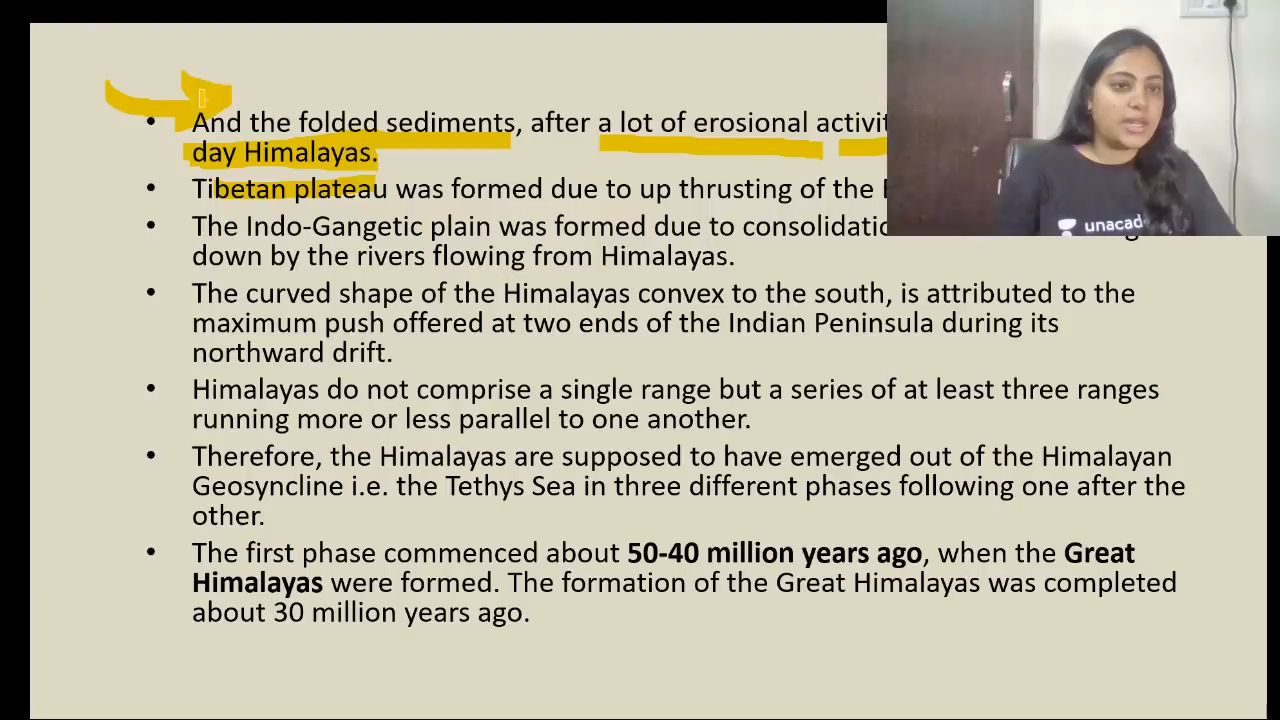 • And the folded sediments, after a lot of erosional
day Himalayas.
• Tibetan plateau was formed due to up thrusting of the
• The Indo-Gangetic plain was formed due to
down by the rivers flowing from Himalayas.
• The curved shape of the Himalayas convex to the south, is attributed to the
maximum push offered at two ends of the Indian Peninsula during its
northward drift.
• Himalayas do not comprise a single range but a series of at least three ranges
running more or less parallel to one another.
• Therefore, the Himalayas are supposed to have emerged out of the Himalayan
Geosyncline i.e. the Tethys Sea in three different phases following one after the
other.
• The first phase commenced about 50-40 million years ago, when the Great
Himalayas were formed. The formation of the Great Himalayas was completed
about 30 million years ago.